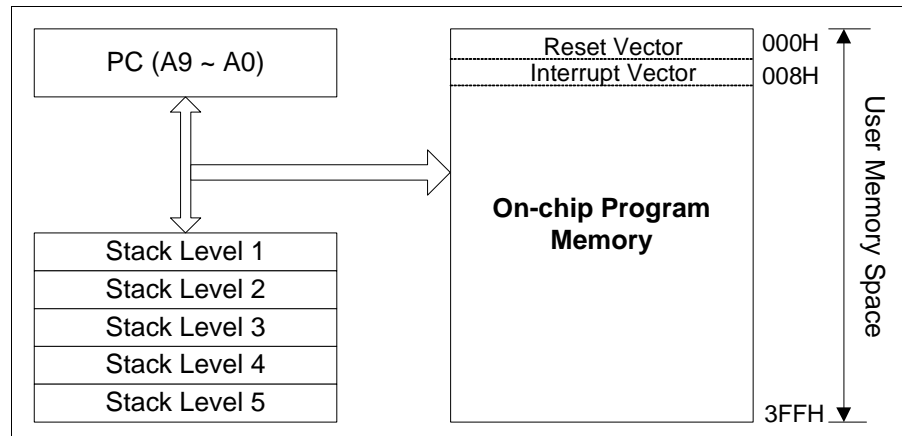 PC (A9 ~ A0)
Stack Level 1
Stack Level 2
Stack Level 3
Stack Level 4
Stack Level 5
Reset Vector
000H
Interrupt Vector
008H
On-chip Program
Memory
3FFH
User Memory Space